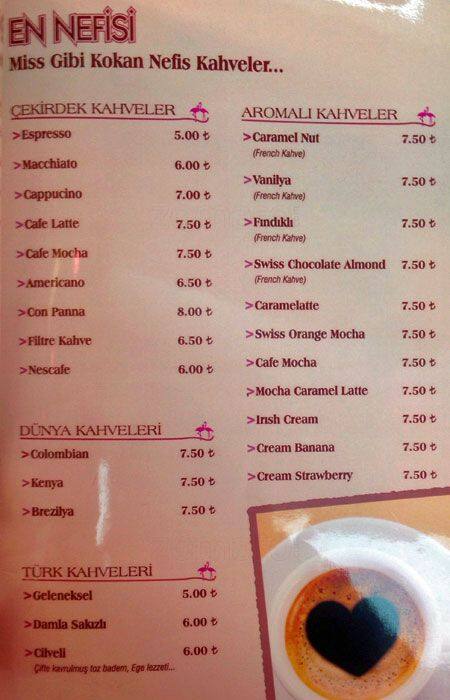 EN NEFİSİ
Miss Gibi Kokan Nefis Kahveler...
ÇEKİRDEK KAHVELER
>Espresso 5.00 ₺
>Macchiato 6.00 ₺
>Cappucino 7.00 ₺
>Cafe Latte 7.50 ₺
>Cafe Mocha 7.50 ₺
>Americano 6.50 ₺
>Con Panna 8.00 ₺
>Filtre Kahve 6.50 ₺
>Nescafe 6.00 ₺
DÜNYA KAHVELERİ
>Colombian 7.50 ₺
>Kenya 7.50 ₺
>Brezilya 7.50 ₺
TÜRK KAHVELERİ
>Geleneksel 5.00 ₺
>Damla Sakızlı 6.00 ₺
>Cilveli 6.00 ₺
Çifte kavrulmuş toz badem, Ege lezzeti...
AROMALI KAHVELER
>Caramel Nut 7.50 ₺
(French Kahve)
>Vanilya 7.50 ₺
(French Kahve)
>Fındıklı 7.50 ₺
(French Kahve)
>Swiss Chocolate Almond 7.50 ₺
(French Kahve)
>Caramelatte 7.50 ₺
>Swiss Orange Mocha 7.50 ₺
>Cafe Mocha 7.50 ₺
>Mocha Caramel Latte 7.50 ₺
>Irish Cream 7.50 ₺
>Cream Banana 7.50 ₺
>Cream Strawberry 7.50 ₺